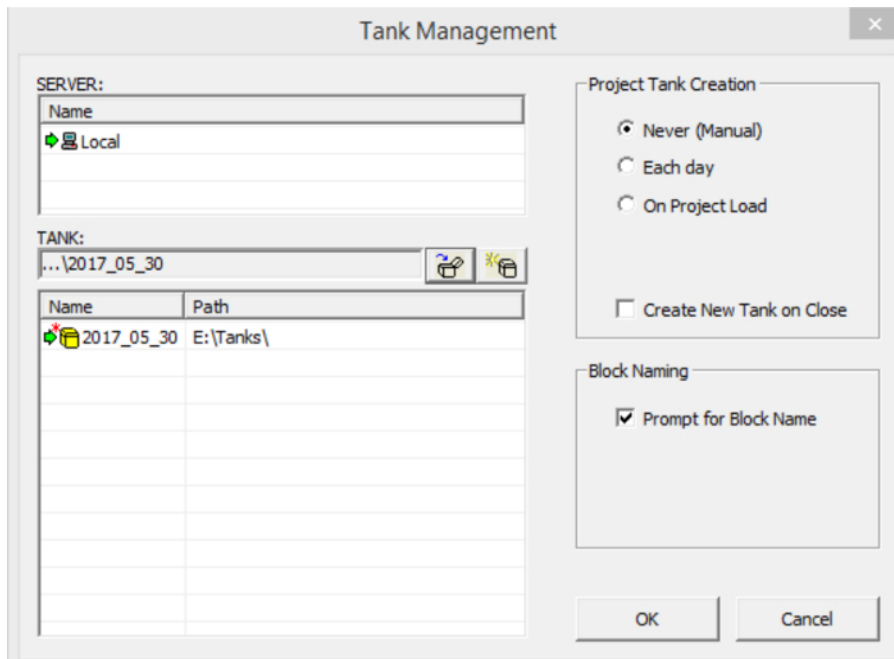 Tank Management
SERVER:
Name
Local
TANK:
...\2017_05_30
Name Path
2017_05_30 E:\Tanks\
Project Tank Creation
Never (Manual)
Each day
On Project Load
Create New Tank on Close
Block Naming
Prompt for Block Name
OK Cancel